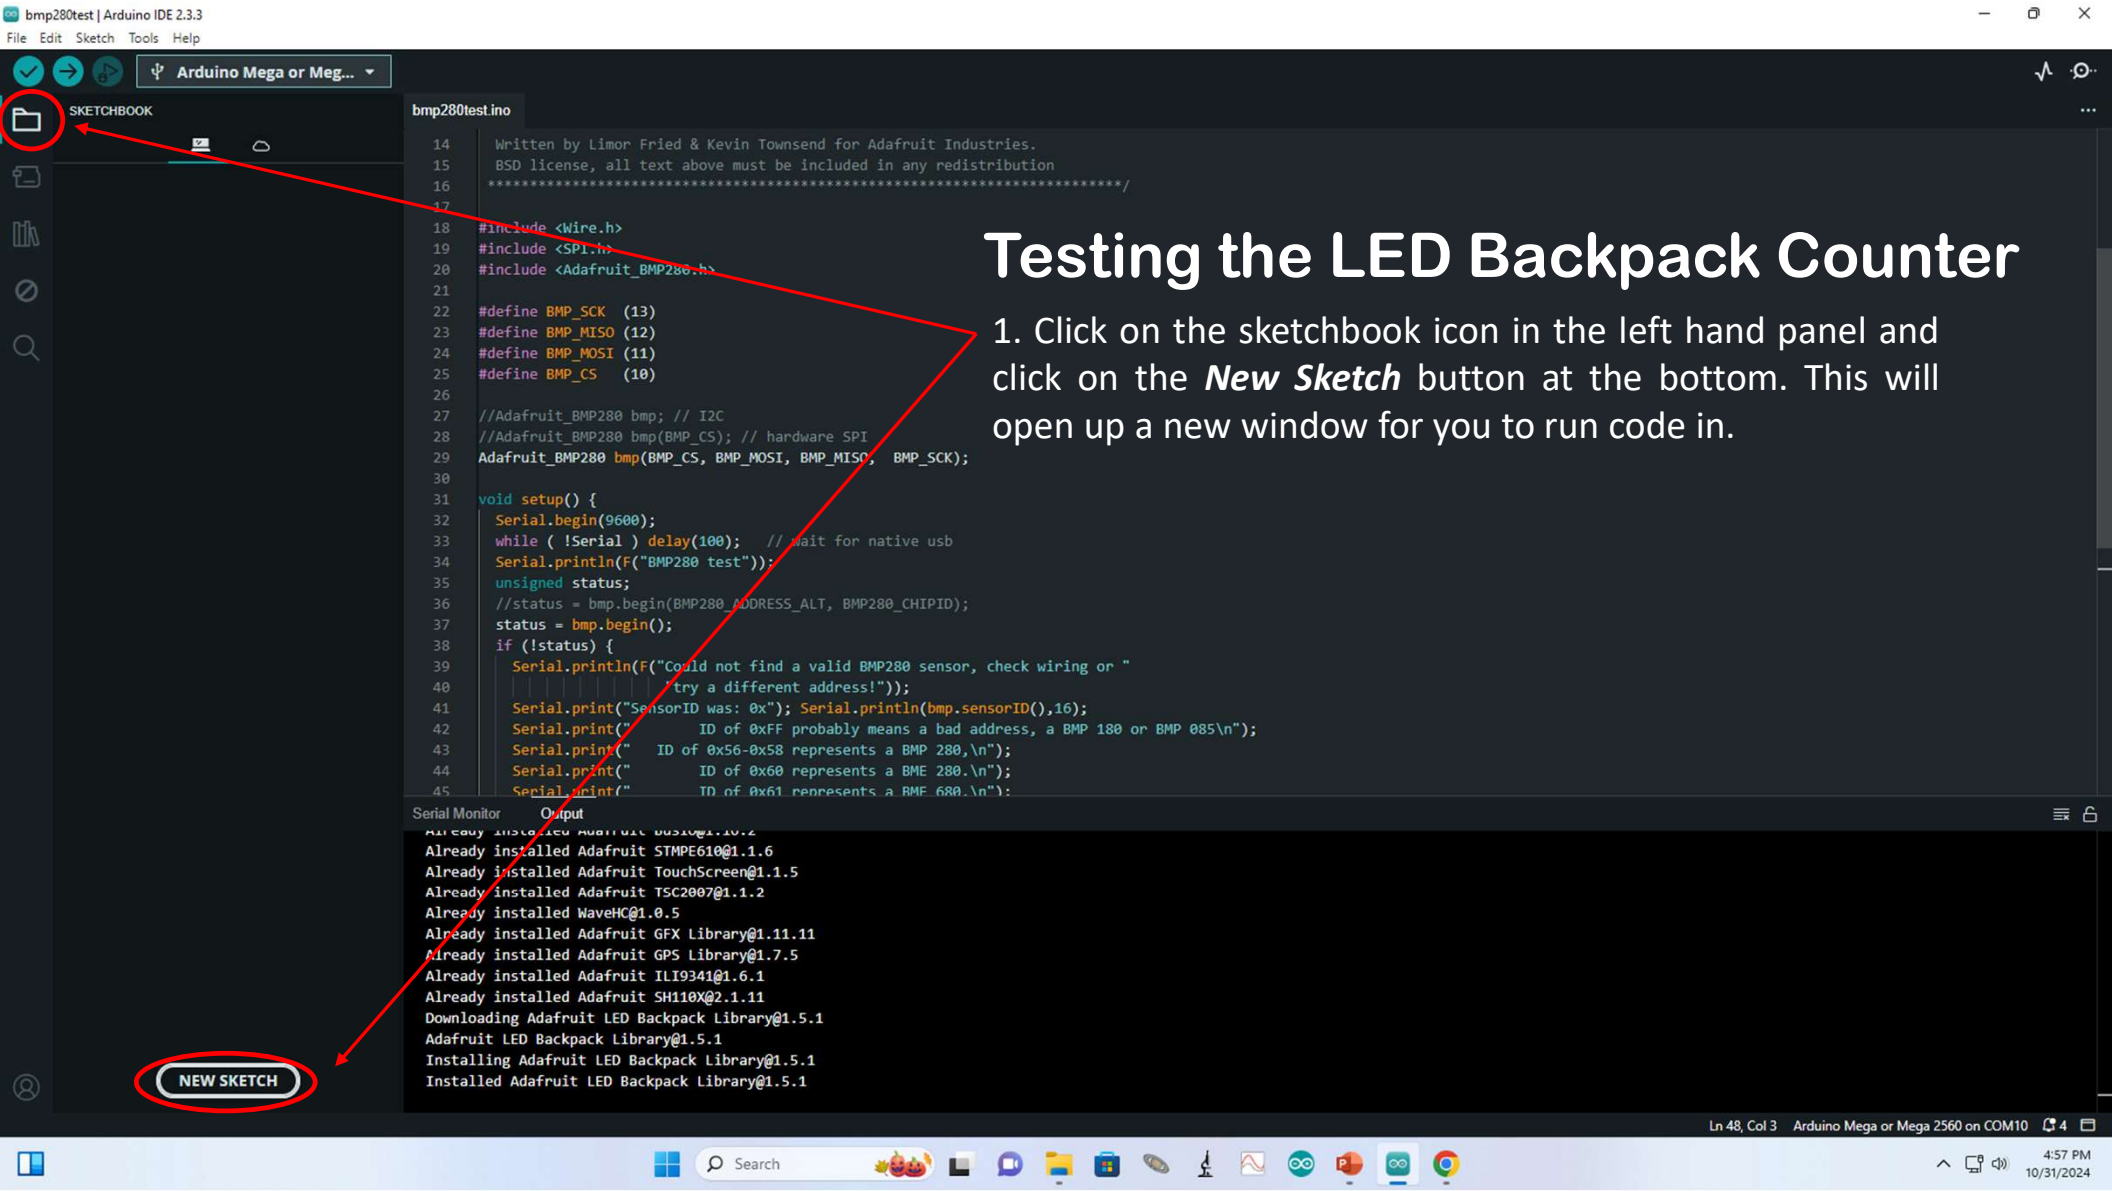 bmp280test | Arduino IDE 2.3.3
File Edit Sketch Tools Help
Arduino Mega or Meg...
SKETCHBOOK
bmp280test.ino
14 Written by Limor Fried & Kevin Townsend for Adafruit Industries.
15 BSD license, all text above must be included in any redistribution
16 ***************************************************************************/
17
18 #include <Wire.h>
19 #include <SPI.h>
20 #include <Adafruit_BMP280.h>
21
22 #define BMP_SCK (13)
23 #define BMP_MISO (12)
24 #define BMP_MOSI (11)
25 #define BMP_CS (10)
26
27 //Adafruit_BMP280 bmp; // I2C
28 //Adafruit_BMP280 bmp(BMP_CS); // hardware SPI
29 Adafruit_BMP280 bmp(BMP_CS, BMP_MOSI, BMP_MISO, BMP_SCK);
30
31 void setup() {
32 Serial.begin(9600);
33 while ( !Serial ) delay(100); // wait for native usb
34 Serial.println(F("BMP280 test"));
35 unsigned status;
36 //status = bmp.begin(BMP280_ADDRESS_ALT, BMP280_CHIPID);
37 status = bmp.begin();
38 if (!status) {
39 Serial.println(F("Could not find a valid BMP280 sensor, check wiring or "
40 "try a different address!"));
41 Serial.print("SensorID was: 0x"); Serial.println(bmp.sensorID(),16);
42 Serial.print(" ID of 0xFF probably means a bad address, a BMP 180 or BMP 085\n");
43 Serial.print(" ID of 0x56-0x58 represents a BMP 280,\n");
44 Serial.print(" ID of 0x60 represents a BME 280.\n");
45 Serial.print(" ID of 0x61 represents a BME 680.\n");
Testing the LED Backpack Counter
1. Click on the sketchbook icon in the left hand panel and
click on the New Sketch button at the bottom. This will
open up a new window for you to run code in.
Serial Monitor Output
Already installed Adafruit BusIO@1.16.2
Already installed Adafruit STMPE610@1.1.6
Already installed Adafruit TouchScreen@1.1.5
Already installed Adafruit TSC2007@1.1.2
Already installed WaveHC@1.0.5
Already installed Adafruit GFX Library@1.11.11
Already installed Adafruit GPS Library@1.7.5
Already installed Adafruit ILI9341@1.6.1
Already installed Adafruit SH110X@2.1.11
Downloading Adafruit LED Backpack Library@1.5.1
Adafruit LED Backpack Library@1.5.1
Installing Adafruit LED Backpack Library@1.5.1
Installed Adafruit LED Backpack Library@1.5.1
NEW SKETCH
Ln 48, Col 3 Arduino Mega or Mega 2560 on COM10 4
Search
4:57 PM
10/31/2024